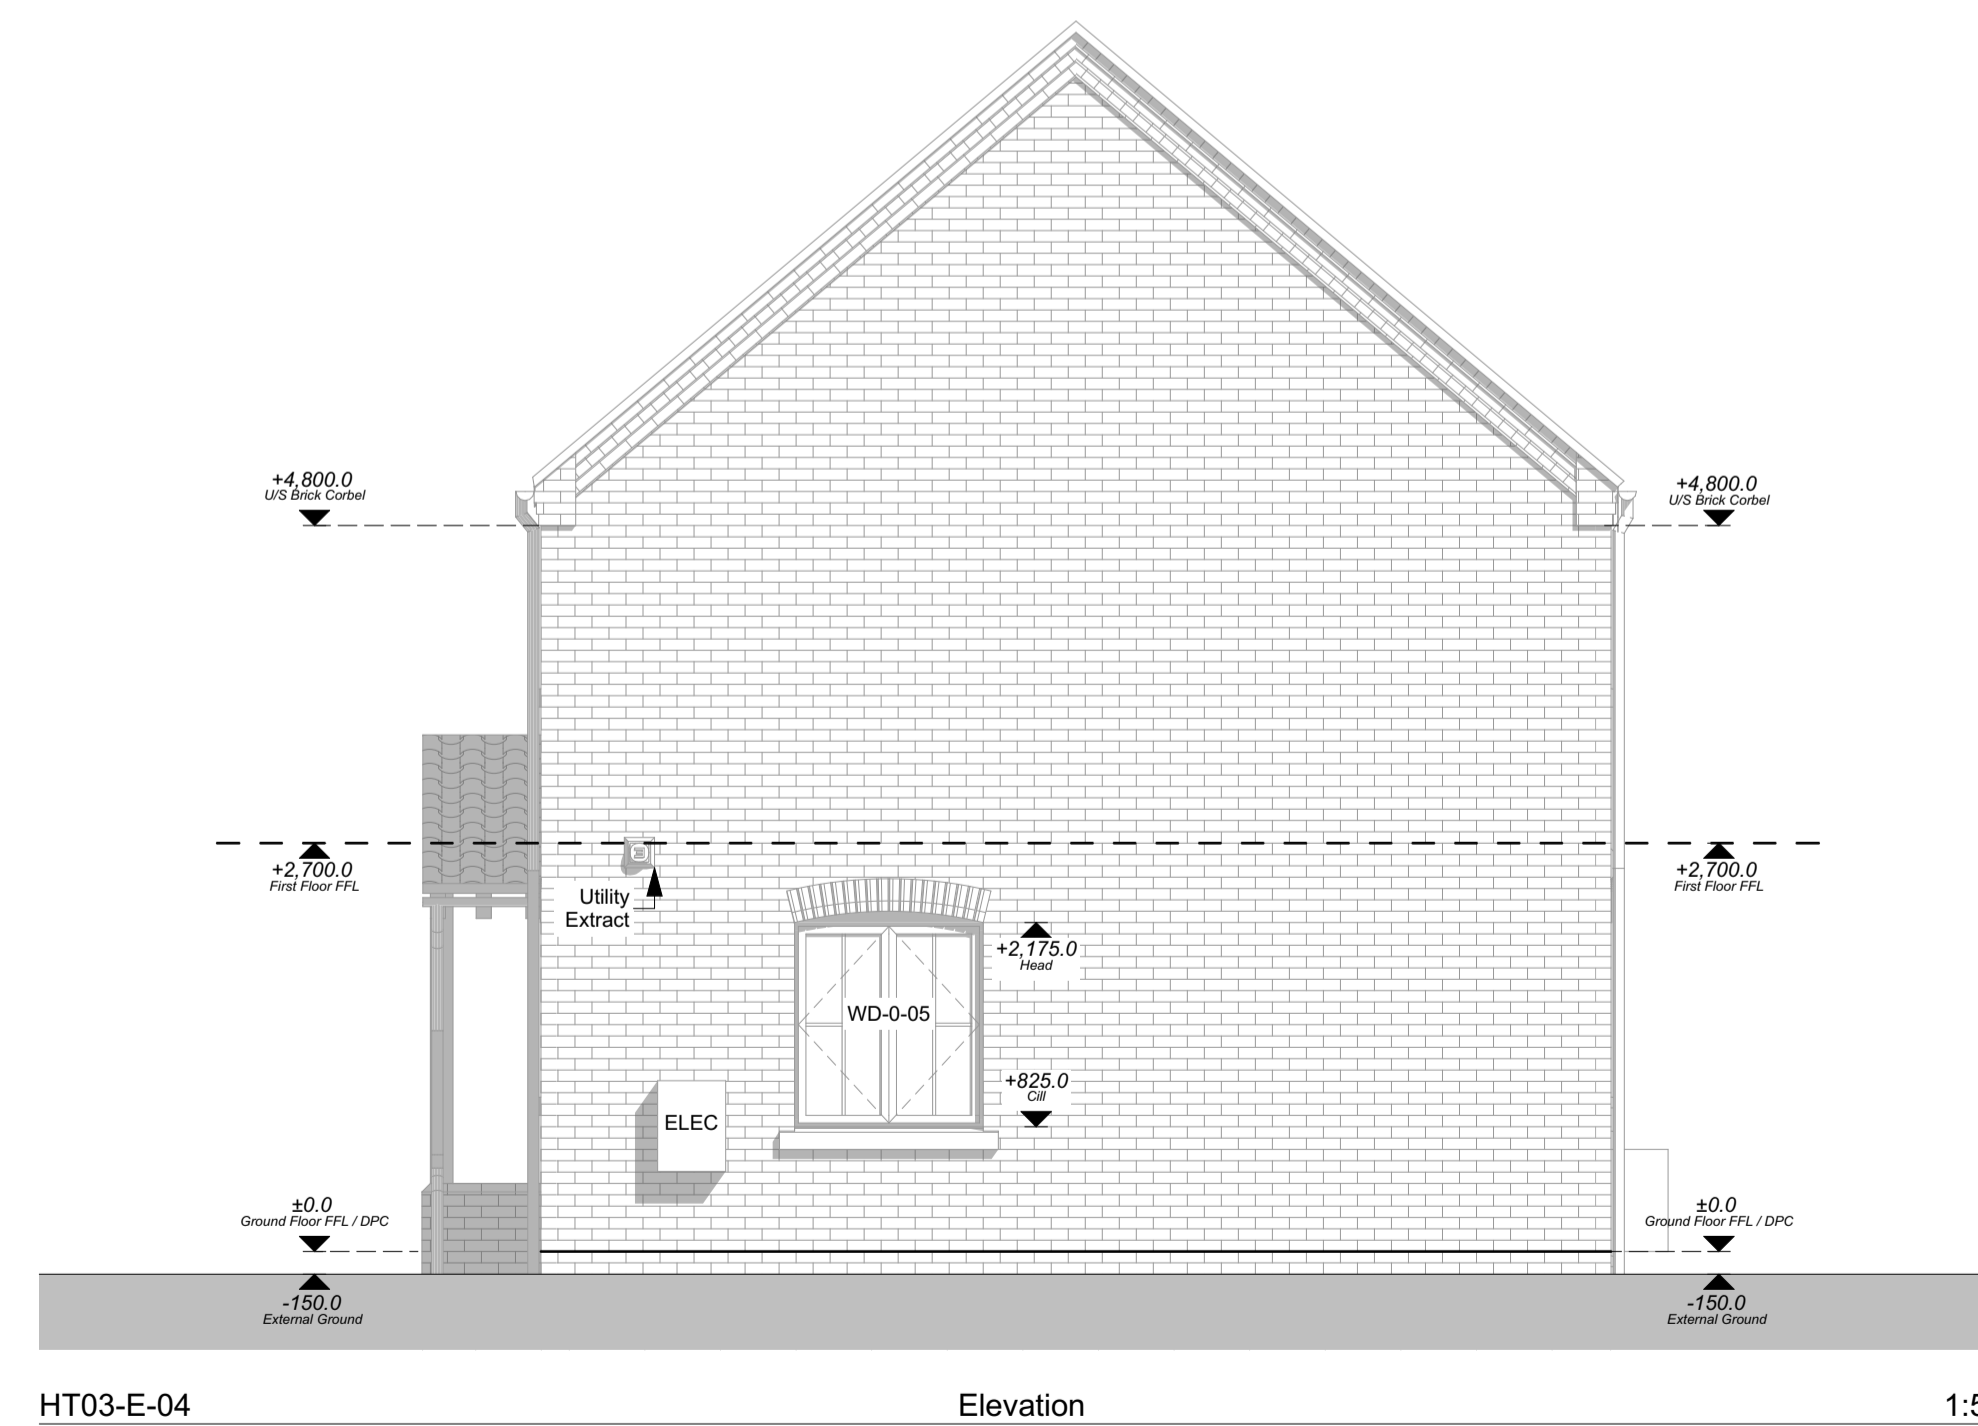 +4,800.0
U/S Brick Corbel
+4,800.0
U/S Brick Corbel
+2,700.0
First Floor FFL
+2,700.0
First Floor FFL
Utility
Extract
+2,175.0
Head
WD-0-05
+825.0
Cill
ELEC
±0.0
Ground Floor FFL / DPC
±0.0
Ground Floor FFL / DPC
-150.0
External Ground
-150.0
External Ground
HT03-E-04
Elevation